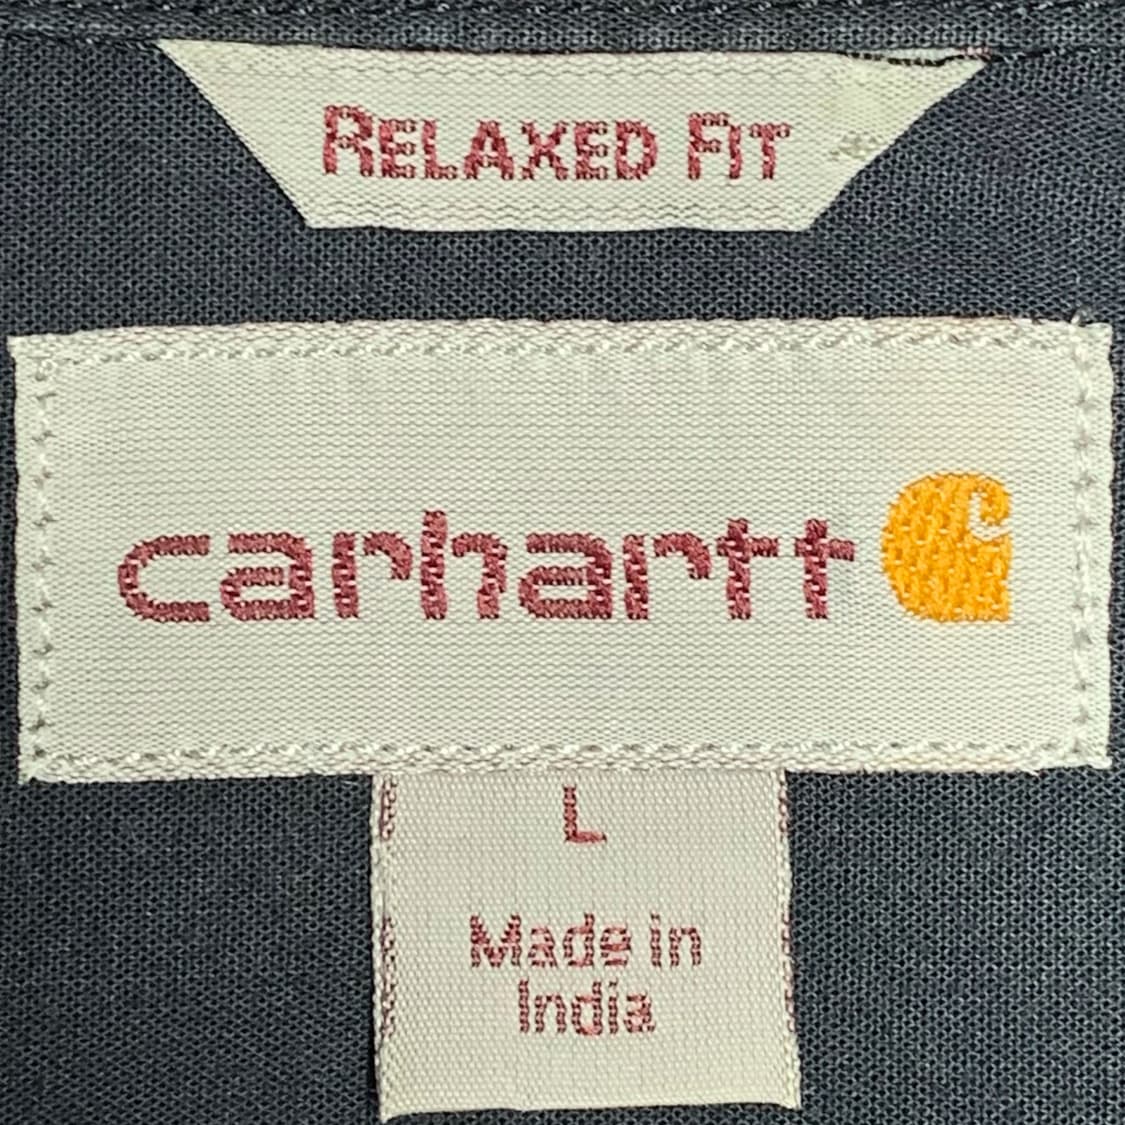 RELAXED FIT
carhartt
L
Made in
India